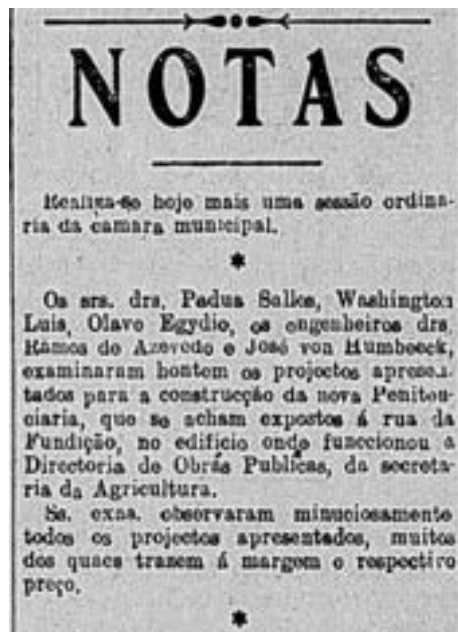 NOTAS
Realiza-se hoje mais uma sessão ordina-
ria da camara municipal.
*
Os srs. drs. Padua Salles, Washington
Luis, Olavo Egydio, os engenheiros drs.
Ramos de Azevedo e José von Humbeeck,
examinaram hontem os projectos apresen-
tados para a construcção da nova Peniten-
ciaria, que se acham expostos á rua da
Fundição, no edificio onde funccionou a
Directoria de Obras Publicas, da secreta-
ria da Agricultura.
Ss. exas. observaram minuciosamente
todos os projectos apresentados, muitos
dos quaes trazem á margem o respectivo
preço.
*